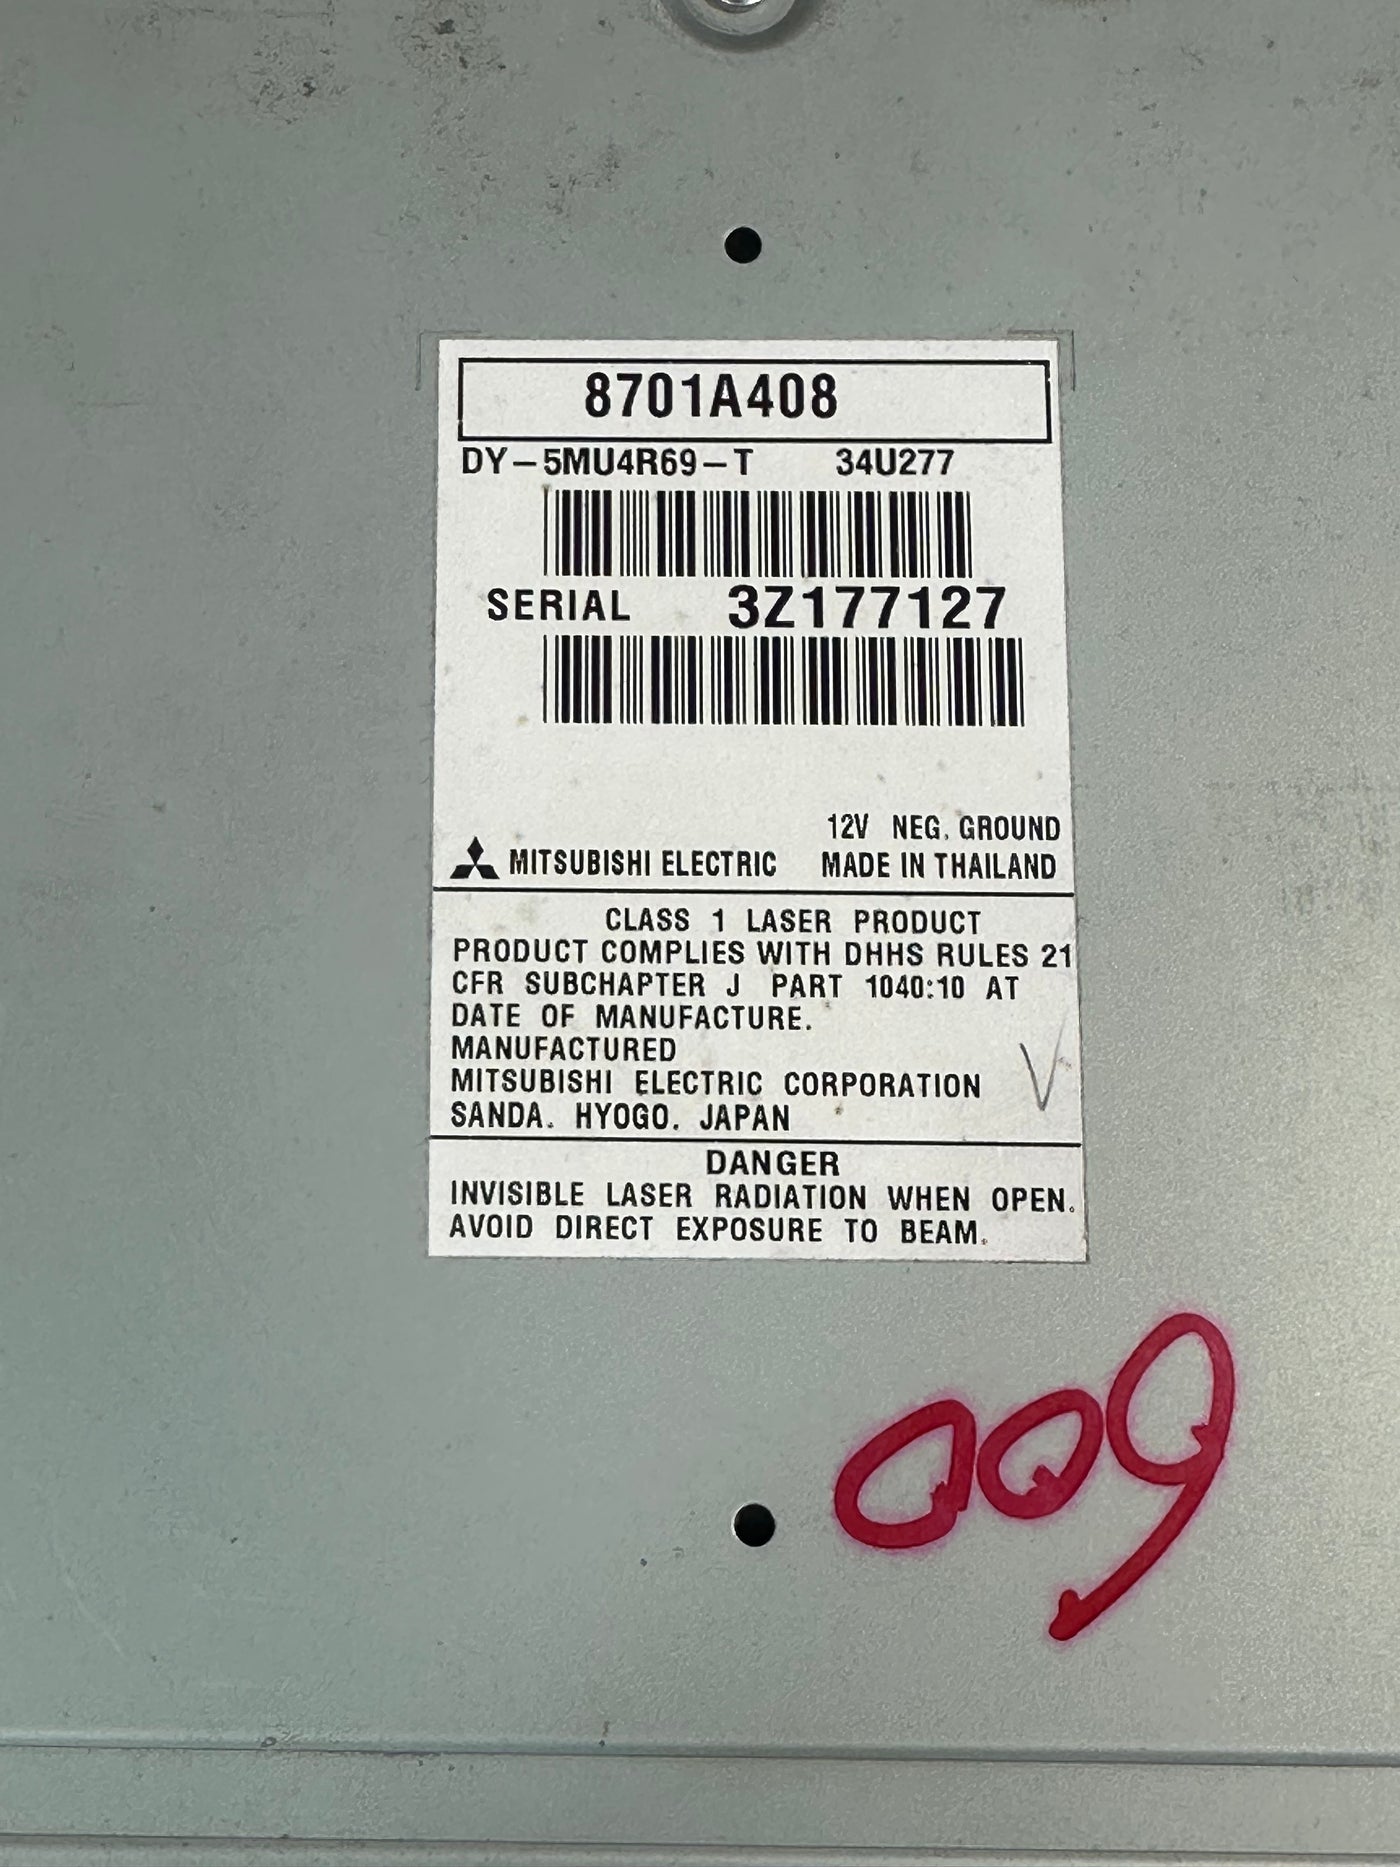 8701A408
DY-5MU4R69-T 34U277
SERIAL 3Z177127
12V NEG. GROUND
MITSUBISHI ELECTRIC MADE IN THAILAND
CLASS 1 LASER PRODUCT
PRODUCT COMPLIES WITH DHHS RULES 21
CFR SUBCHAPTER J PART 1040:10 AT
DATE OF MANUFACTURE.
MANUFACTURED
MITSUBISHI ELECTRIC CORPORATION
SANDA. HYOGO. JAPAN
V
DANGER
INVISIBLE LASER RADIATION WHEN OPEN.
AVOID DIRECT EXPOSURE TO BEAM.
009